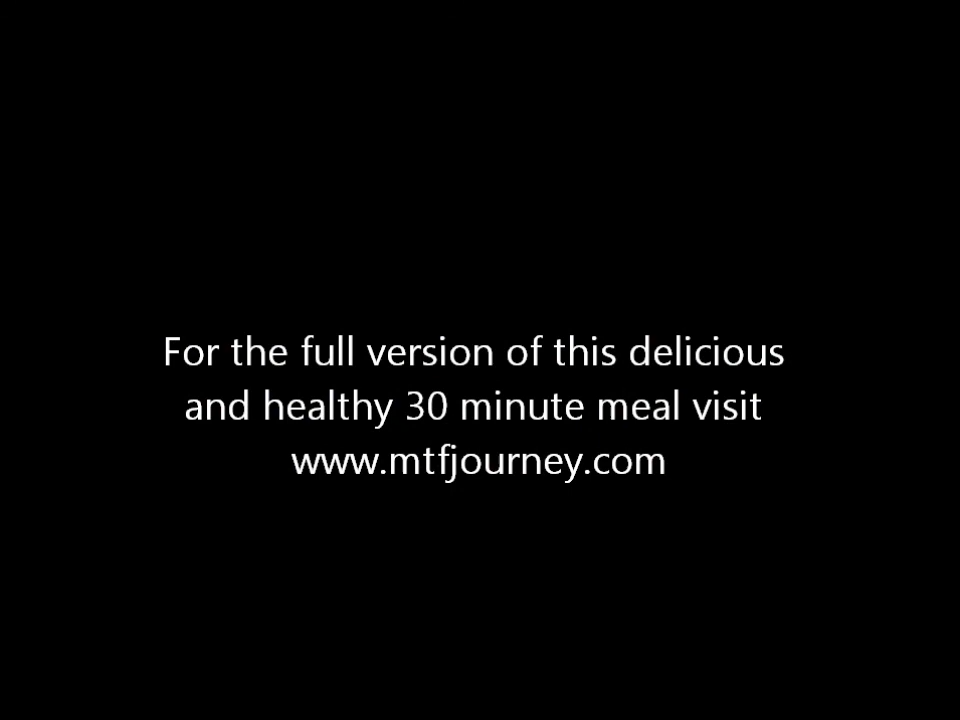 For the full version of this delicious
and healthy 30 minute meal visit
www.mtfjourney.com